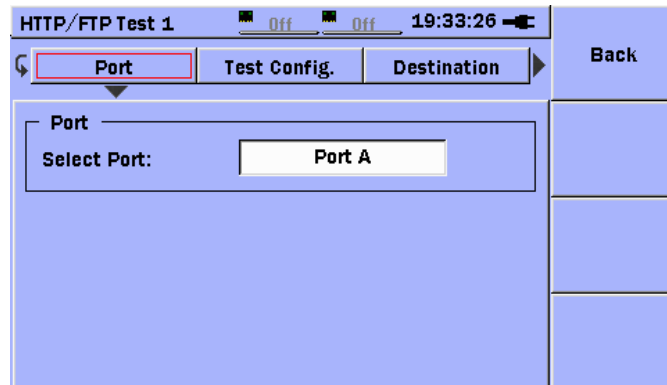 HTTP/FTP Test 1 Off Off 19:33:26
Port Test Config. Destination
Back
Port
Select Port: Port A